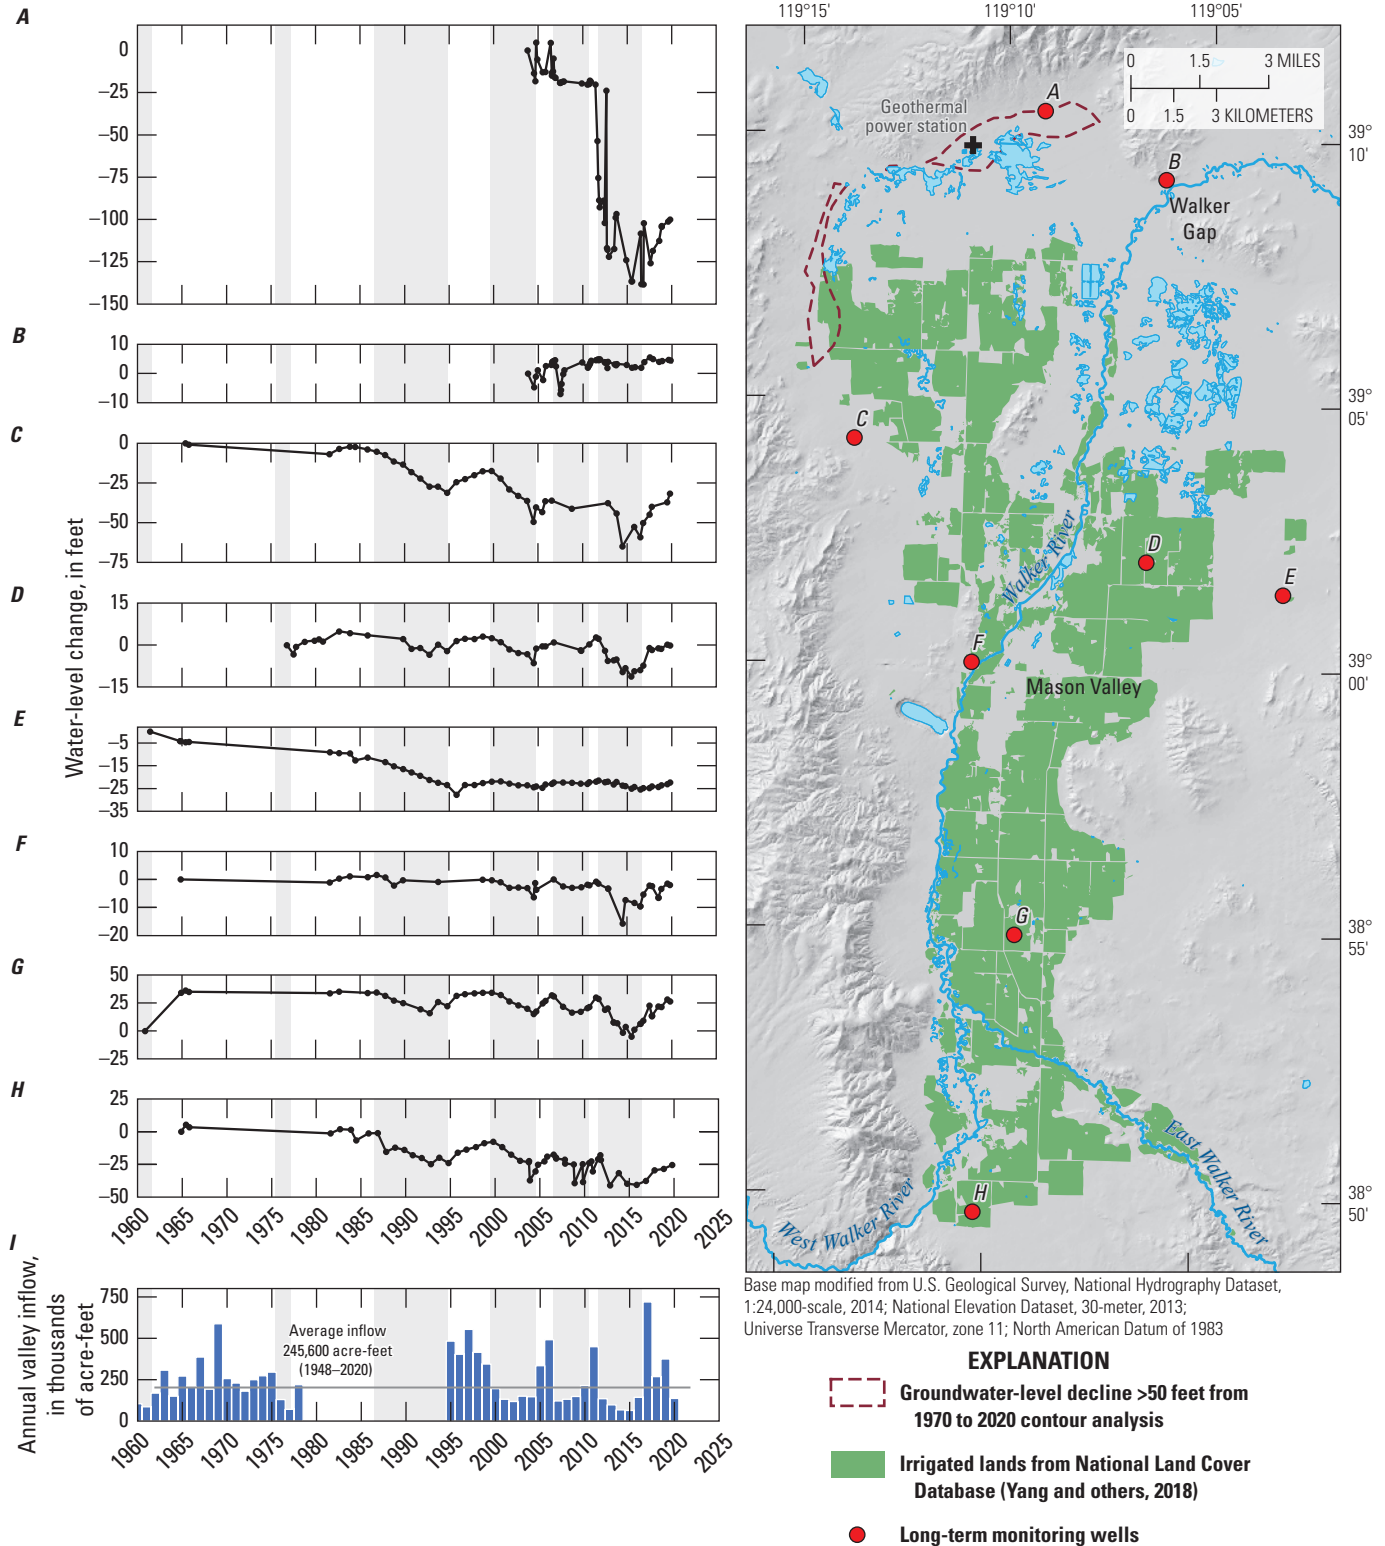 A
0
−25
−50
−75
−100
−125
−150
B
10
0
−10
C
0
−25
−50
−75
D
15
0
−15
E
−5
−15
−25
−35
F
10
0
−10
−20
G
50
25
0
−25
H
25
0
−25
−50
Water-level change, in feet
1960 1965 1970 1975 1980 1985 1990 1995 2000 2005 2010 2015 2020 2025
I
Annual valley inflow,
in thousands
of acre-feet
750
500
250
0
Average inflow
245,600 acre-feet
(1948–2020)
1960 1965 1970 1975 1980 1985 1990 1995 2000 2005 2010 2015 2020 2025
119°15' 119°10' 119°05'
0 1.5 3 MILES
0 1.5 3 KILOMETERS
39°
10'
39°
05'
39°
00'
38°
55'
38°
50'
Geothermal
power station
A
B
Walker
Gap
C
D
E
Walker River
F
Mason Valley
G
East Walker River
H
West Walker River
Base map modified from U.S. Geological Survey, National Hydrography Dataset,
1:24,000-scale, 2014; National Elevation Dataset, 30-meter, 2013;
Universe Transverse Mercator, zone 11; North American Datum of 1983
EXPLANATION
Groundwater-level decline >50 feet from
1970 to 2020 contour analysis
Irrigated lands from National Land Cover
Database (Yang and others, 2018)
Long-term monitoring wells